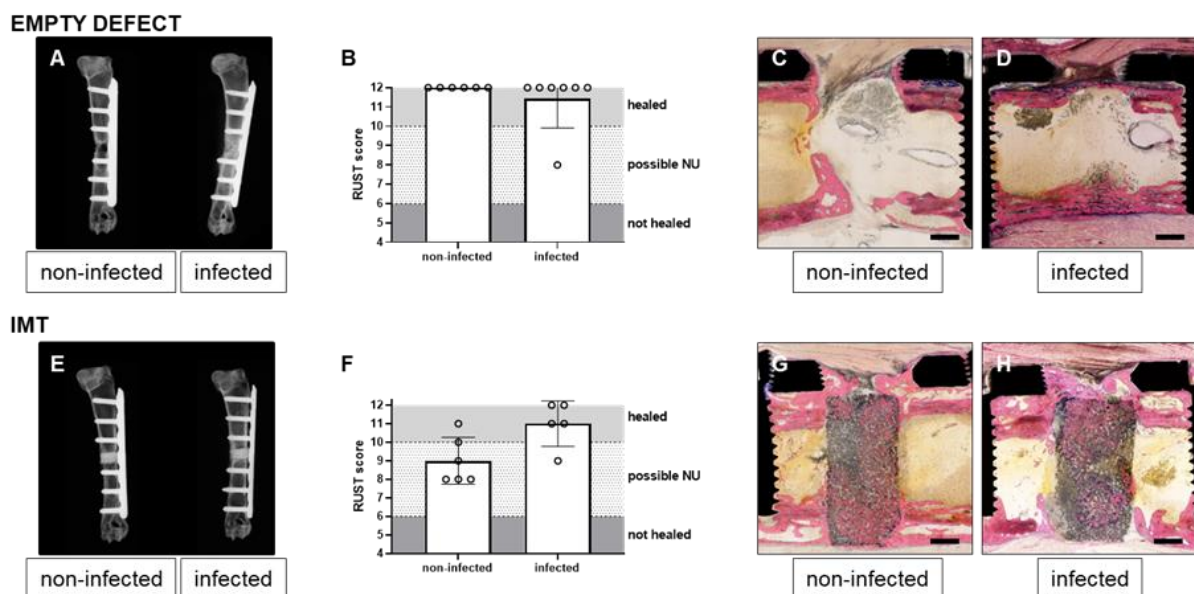 EMPTY DEFECT
A
non-infected
infected
B
RUST score
12
11
10
9
8
7
6
5
4
healed
possible NU
not healed
non-infected
infected
C
D
non-infected
infected
IMT
E
non-infected
infected
F
RUST score
12
11
10
9
8
7
6
5
4
healed
possible NU
not healed
non-infected
infected
G
H
non-infected
infected